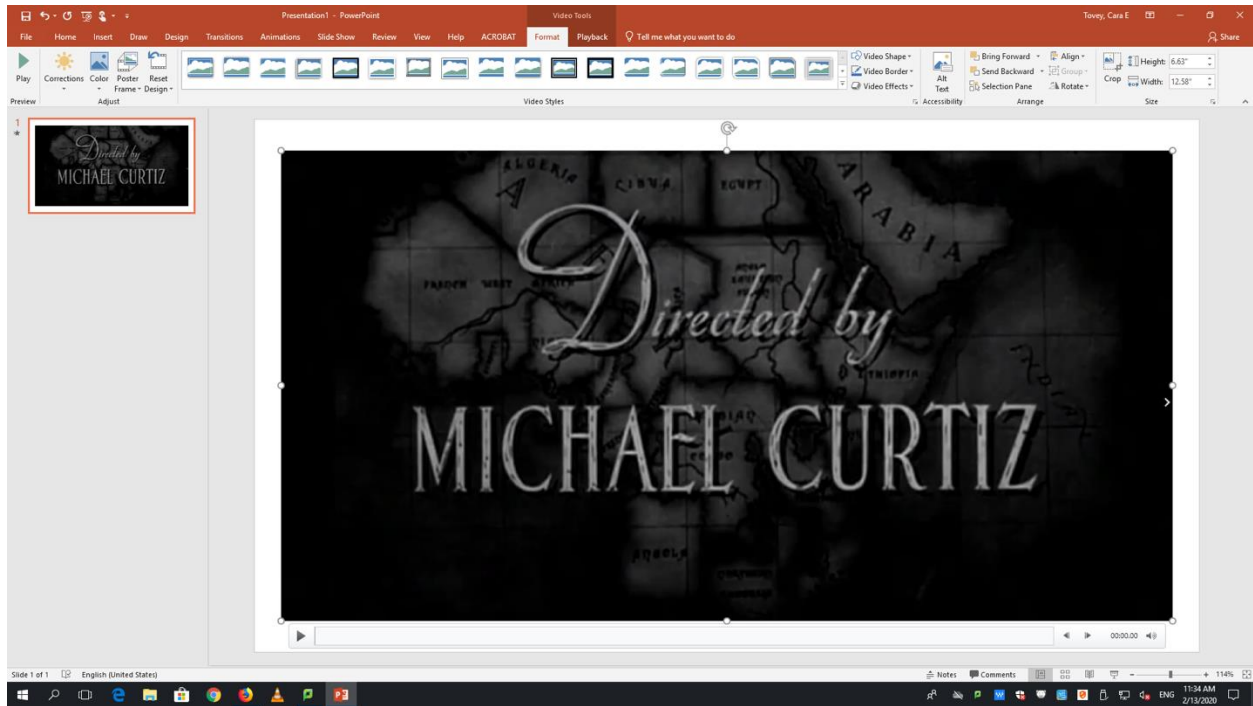 Presentation1 - PowerPoint
Video Tools
Tovey, Cara E
File Home Insert Draw Design Transitions Animations Slide Show Review View Help ACROBAT Format Playback Tell me what you want to do
Share
Play
Corrections
Color
Poster Frame
Reset Design
Video Shape
Video Border
Video Effects
Alt Text
Bring Forward
Send Backward
Selection Pane
Align
Group
Rotate
Crop
Height: 6.63"
Width: 12.58"
Preview
Adjust
Video Styles
Accessibility
Arrange
Size
1
Directed by
MICHAEL CURTIZ
ALGERIA
LIBYA
EGYPT
ARABIA
A
FRENCH WEST AFRICA
Directed by
ETHIOPIA
INDIA
MICHAEL CURTIZ
ANGOLA
00:00.00
Slide 1 of 1
English (United States)
Notes
Comments
114%
ENG
11:34 AM
2/13/2020